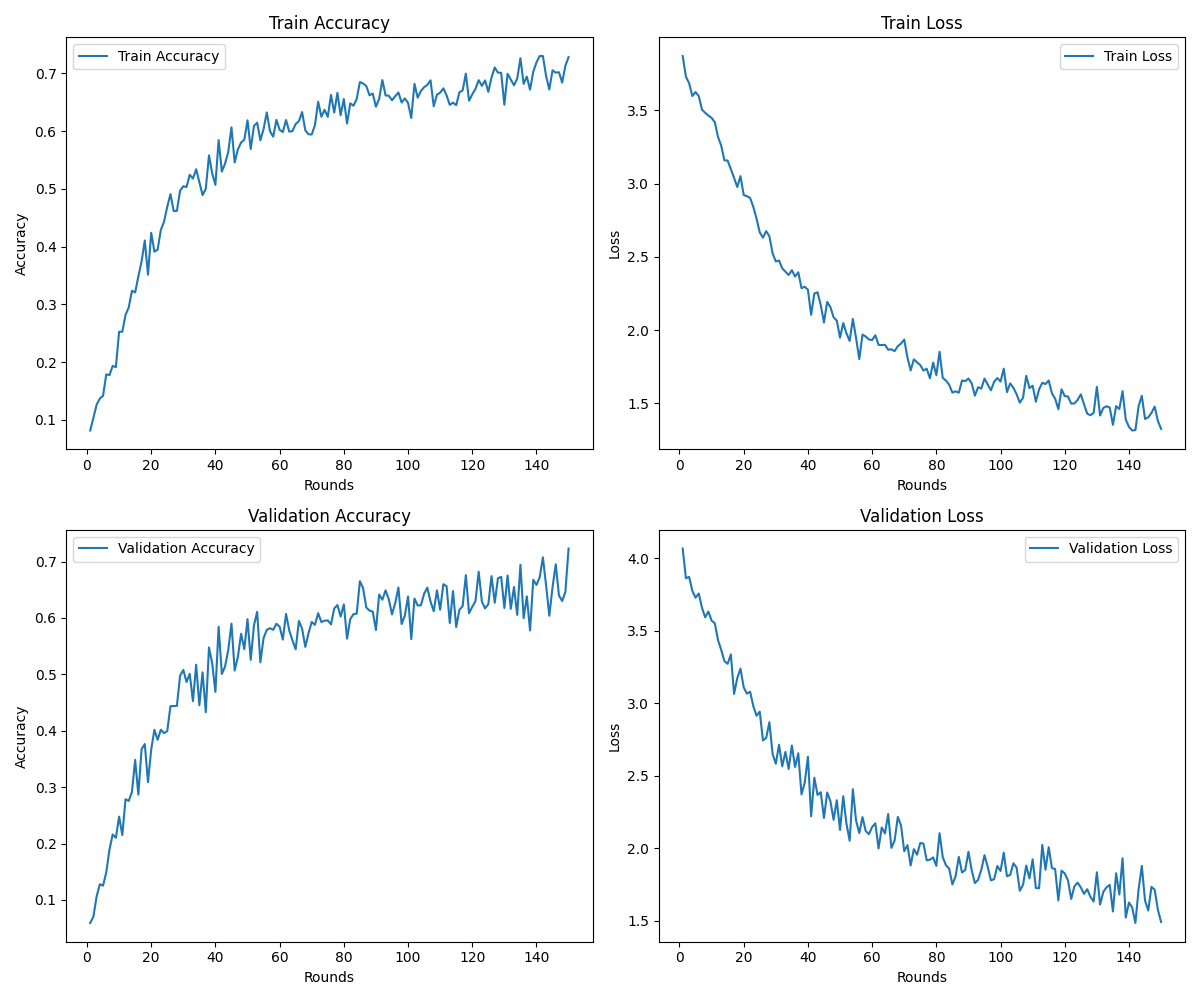 Train Accuracy
Train Accuracy
0.7
0.6
0.5
0.4
0.3
0.2
0.1
Accuracy
0 20 40 60 80 100 120 140
Rounds
Train Loss
Train Loss
3.5
3.0
2.5
2.0
1.5
Loss
0 20 40 60 80 100 120 140
Rounds
Validation Accuracy
Validation Accuracy
0.7
0.6
0.5
0.4
0.3
0.2
0.1
Accuracy
0 20 40 60 80 100 120 140
Rounds
Validation Loss
Validation Loss
4.0
3.5
3.0
2.5
2.0
1.5
Loss
0 20 40 60 80 100 120 140
Rounds